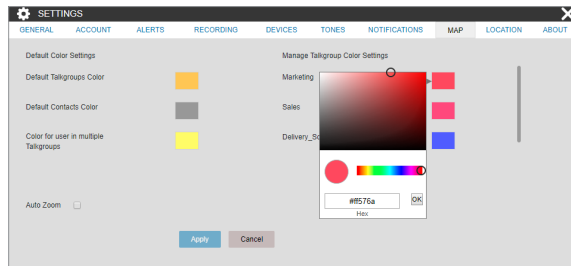 SETTINGS
GENERAL ACCOUNT ALERTS RECORDING DEVICES TONES NOTIFICATIONS MAP LOCATION ABOUT
Default Color Settings
Manage Talkgroup Color Settings
Default Talkgroups Color
Marketing
Default Contacts Color
Sales
Color for user in multiple
Talkgroups
Delivery_Sc
#ff576a
OK
Hex
Auto Zoom
Apply Cancel